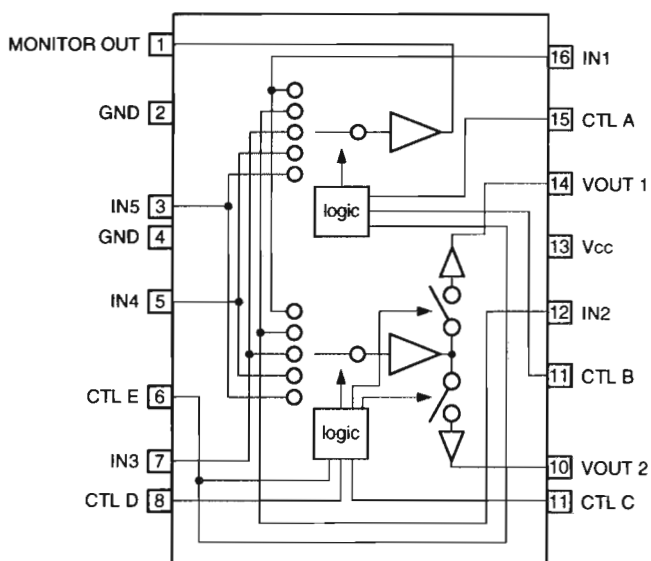 MONITOR OUT 1
GND 2
IN5 3
GND 4
IN4 5
CTL E 6
IN3 7
CTL D 8
16 IN1
15 CTL A
14 VOUT 1
13 Vcc
12 IN2
11 CTL B
10 VOUT 2
11 CTL C
logic
logic